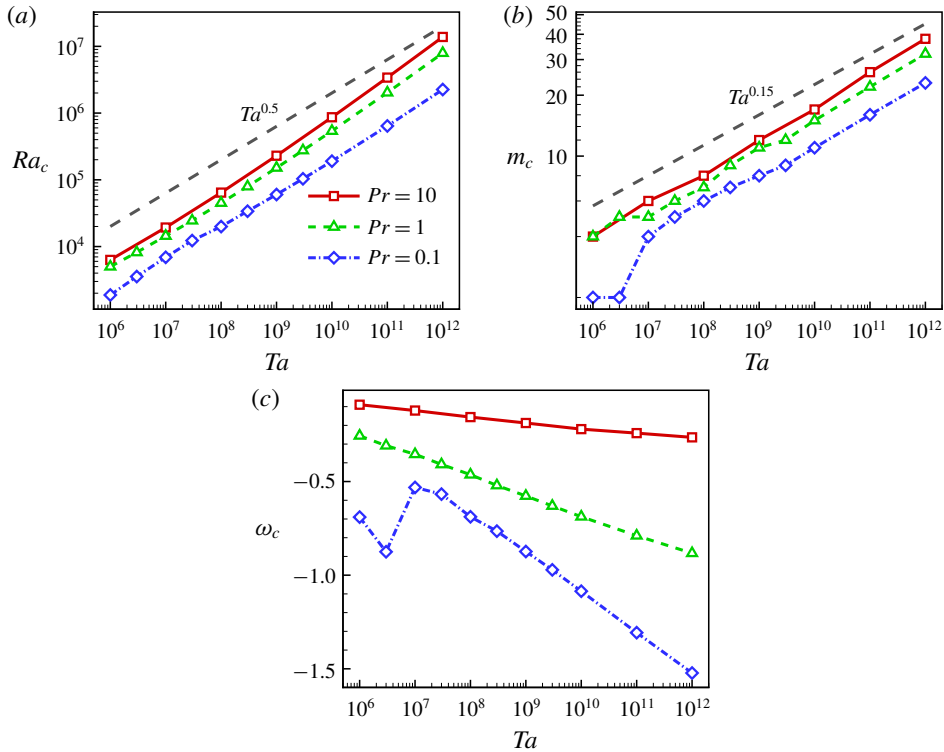 (a)
10^7
10^6
10^5
10^4
Ra_c
Ta^0.5
Pr = 10
Pr = 1
Pr = 0.1
10^6 10^7 10^8 10^9 10^10 10^11 10^12
Ta
(b)
50
40
30
20
10
m_c
Ta^0.15
10^6 10^7 10^8 10^9 10^10 10^11 10^12
Ta
(c)
−0.5
−1.0
−1.5
ω_c
10^6 10^7 10^8 10^9 10^10 10^11 10^12
Ta